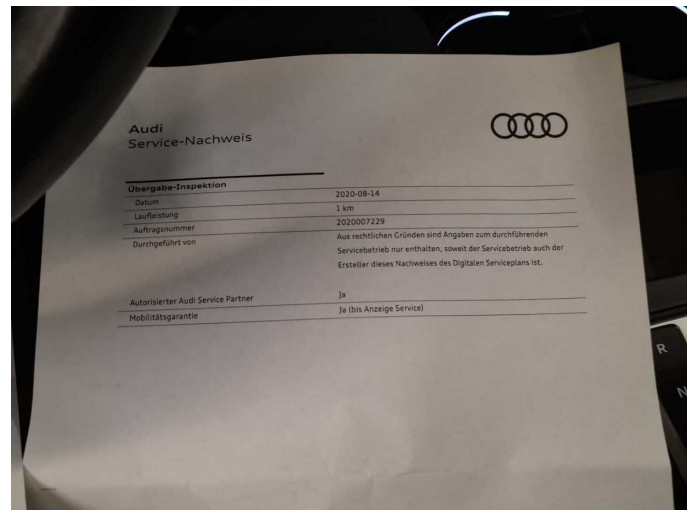 Audi
Service-Nachweis
Übergabe-Inspektion
Datum 2020-08-14
Laufleistung 1 km
Auftragsnummer 2020007229
Durchgeführt von Aus rechtlichen Gründen sind Angaben zum durchführenden
Servicebetrieb nur enthalten, soweit der Servicebetrieb auch der
Ersteller dieses Nachweises des Digitalen Serviceplans ist.
Autorisierter Audi Service Partner Ja
Mobilitätsgarantie Ja (bis Anzeige Service)
R
N